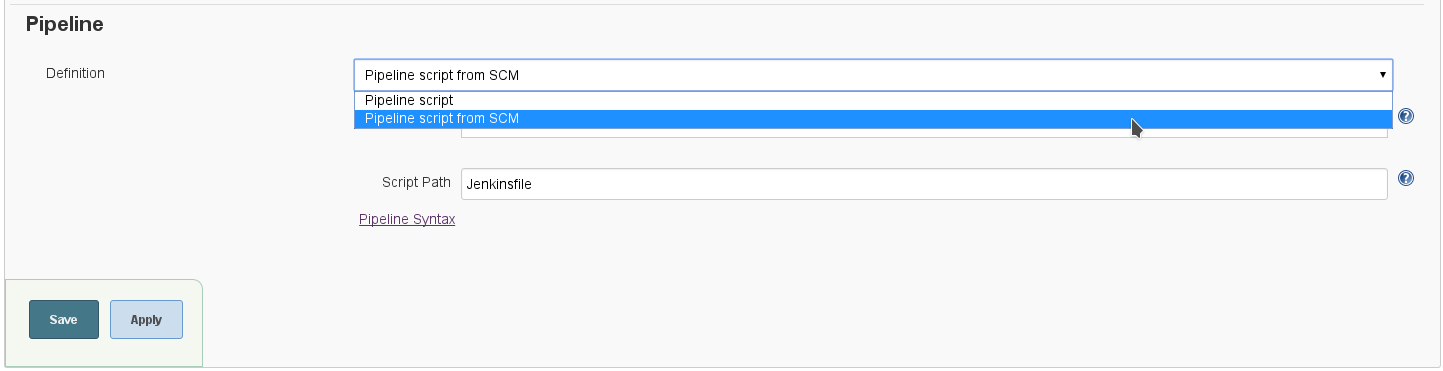 Pipeline
Definition
Pipeline script from SCM
Pipeline script
Pipeline script from SCM
?
Script Path
Jenkinsfile
?
Pipeline Syntax
Save
Apply